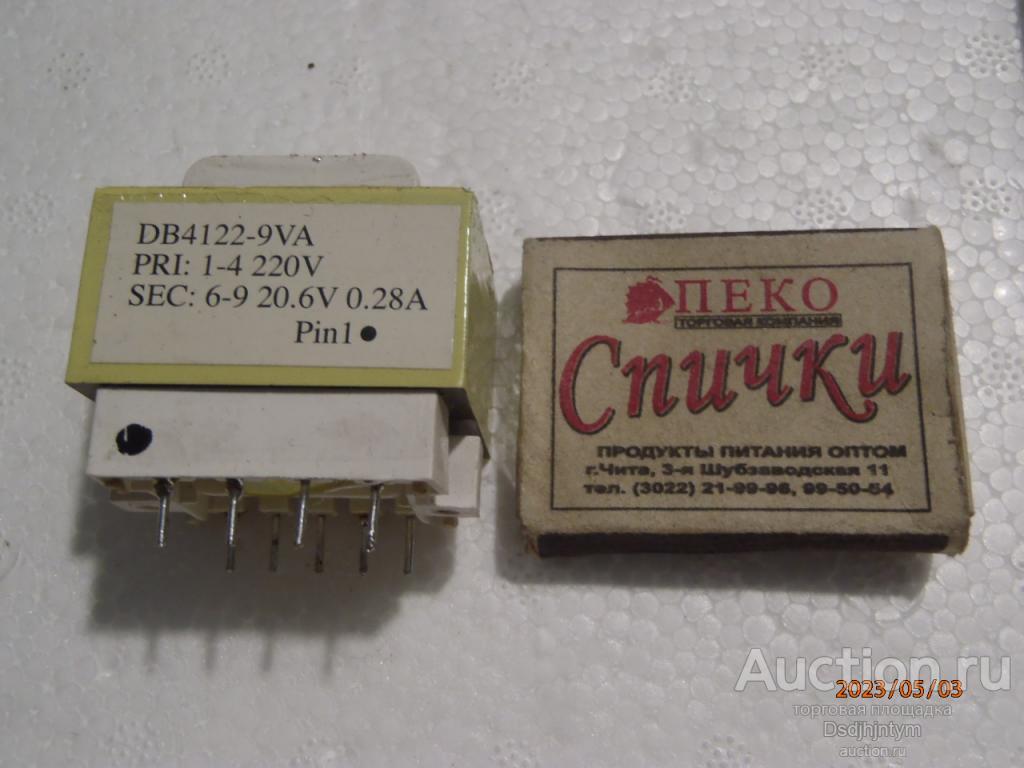 DB4122-9VA
PRI: 1-4 220V
SEC: 6-9 20.6V 0.28A
Pin1
ПЕКО
ТОРГОВАЯ КОМПАНИЯ
Спички
ПРОДУКТЫ ПИТАНИЯ ОПТОМ
г.Чита, 3-я Шубзаводская 11
тел. (3022) 21-99-96, 99-50-54
Auction.ru
2023/05/03
торговая площадка
Dsdjhjntym
auction.ru